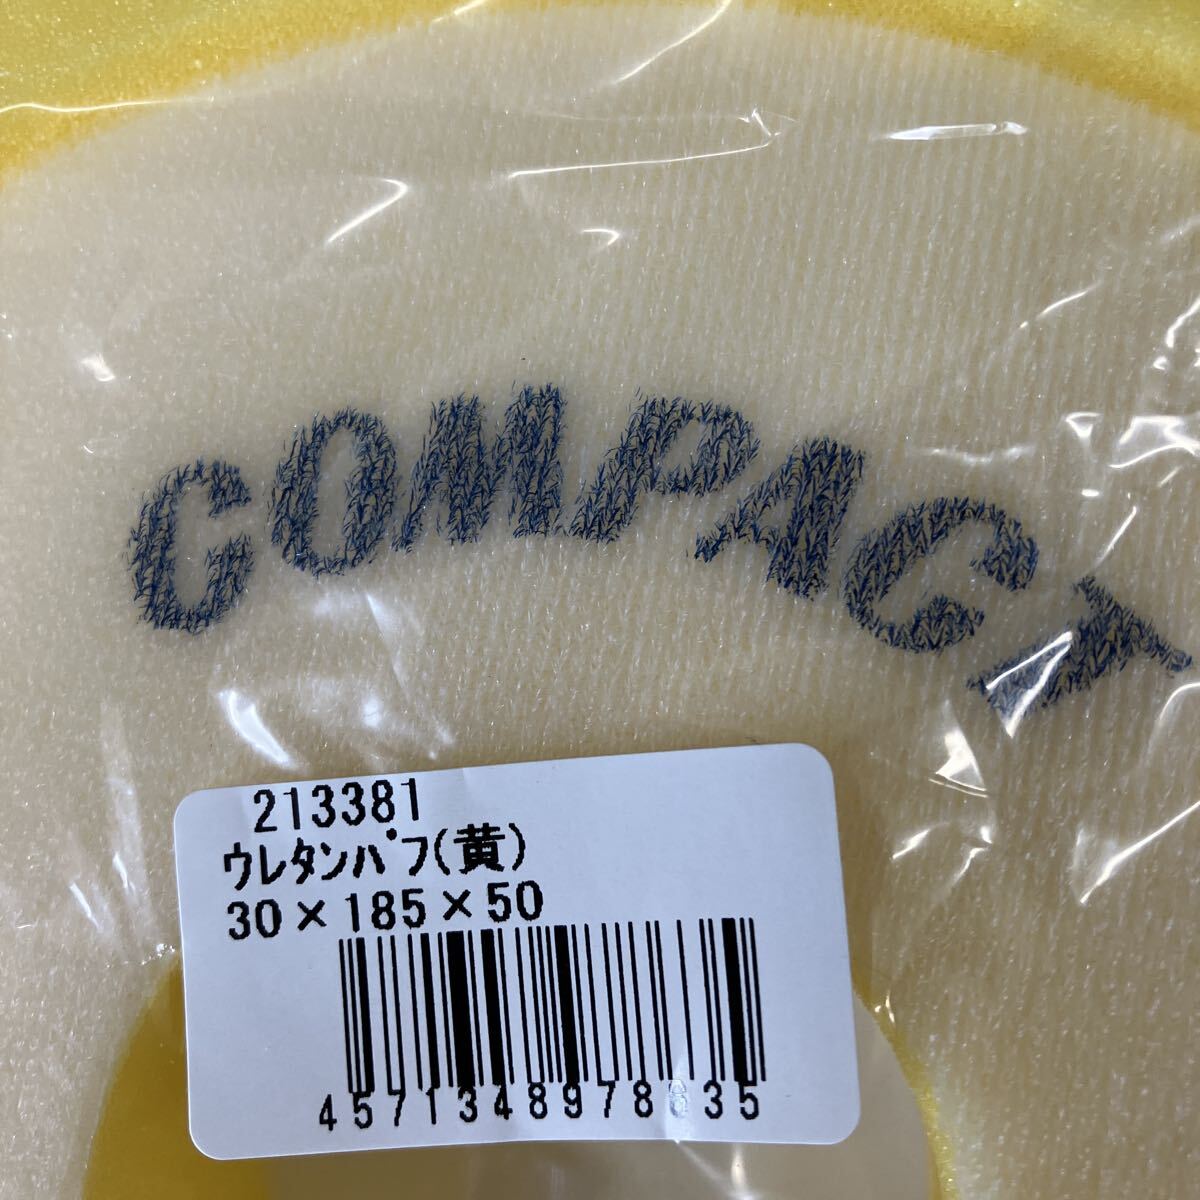 COMPACT
213381
ｳﾚﾀﾝﾊﾟﾌ(黄)
30×185×50
4571348978635